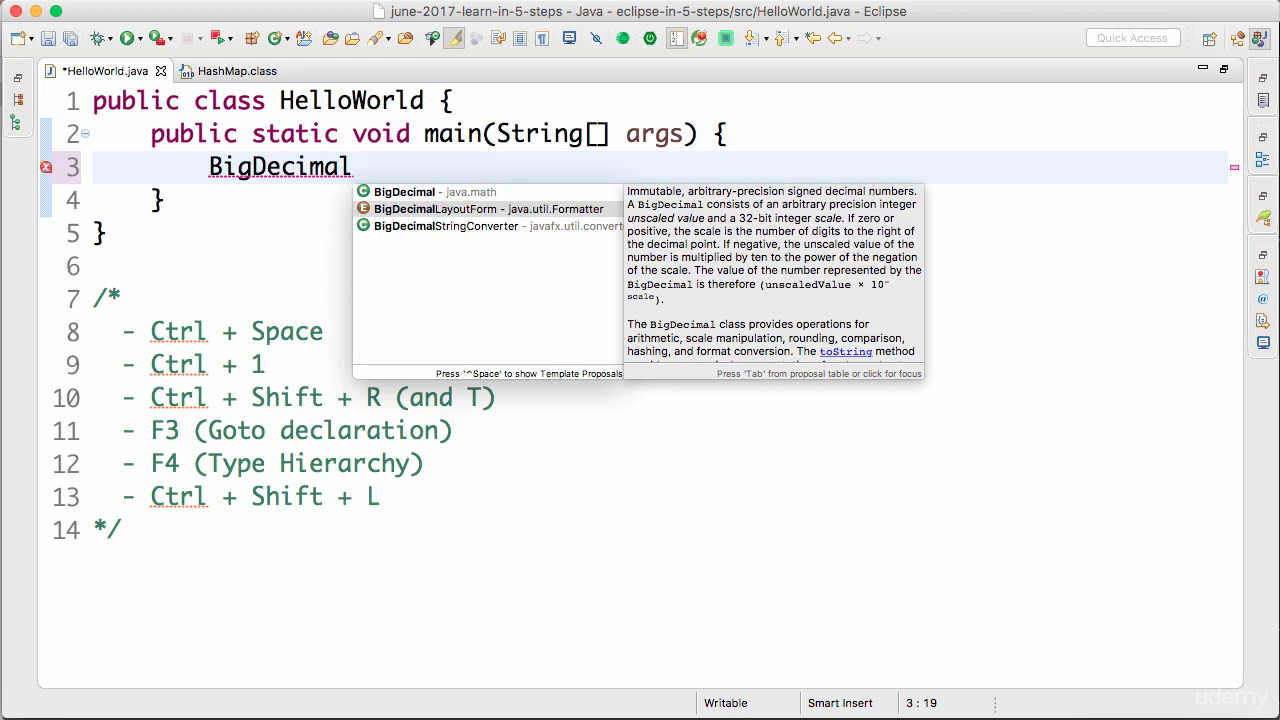 june-2017-learn-in-5-steps - Java - eclipse-in-5-steps/src/HelloWorld.java - Eclipse
Quick Access
*HelloWorld.java
HashMap.class
1 public class HelloWorld {
2 public static void main(String[] args) {
3 BigDecimal
4 }
5 }
6
7 /*
8 - Ctrl + Space
9 - Ctrl + 1
10 - Ctrl + Shift + R (and T)
11 - F3 (Goto declaration)
12 - F4 (Type Hierarchy)
13 - Ctrl + Shift + L
14 */
BigDecimal - java.math
BigDecimalLayoutForm - java.util.Formatter
BigDecimalStringConverter - javafx.util.convert
Press '^Space' to show Template Proposals
Immutable, arbitrary-precision signed decimal numbers.
A BigDecimal consists of an arbitrary precision integer
unscaled value and a 32-bit integer scale. If zero or
positive, the scale is the number of digits to the right of
the decimal point. If negative, the unscaled value of the
number is multiplied by ten to the power of the negation
of the scale. The value of the number represented by the
BigDecimal is therefore (unscaledValue × 10-
scale).
The BigDecimal class provides operations for
arithmetic, scale manipulation, rounding, comparison,
hashing, and format conversion. The toString method
Press 'Tab' from proposal table or click for focus
Writable
Smart Insert
3 : 19
udemy